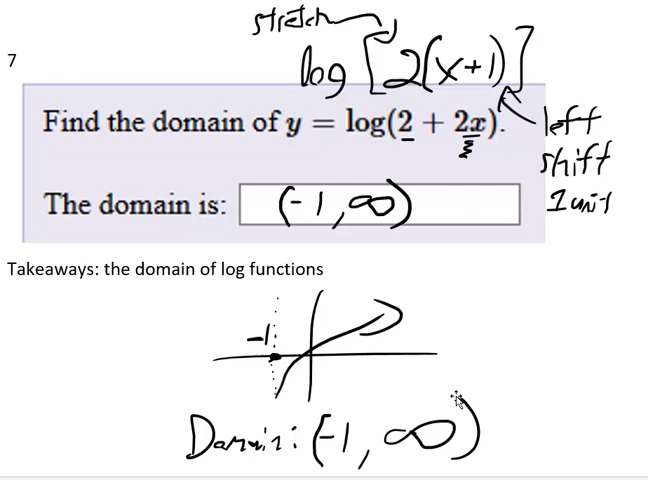 stretch
7
log [2(x+1)]
Find the domain of y = log(2 + 2x).
left
shift
1 unit
The domain is: (-1, ∞)
Takeaways: the domain of log functions
-1
Domain: (-1, ∞)